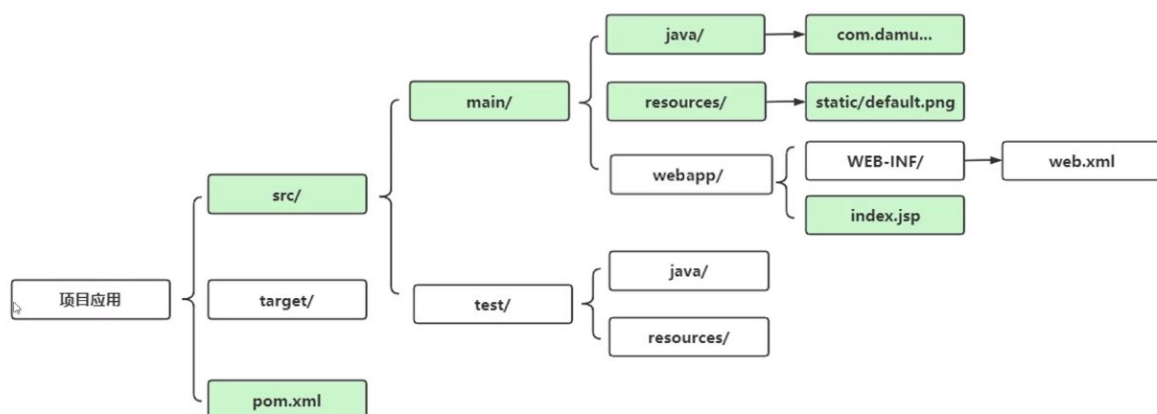 项目应用
src/
target/
pom.xml
main/
test/
java/
resources/
webapp/
com.damu...
static/default.png
WEB-INF/
index.jsp
web.xml
java/
resources/